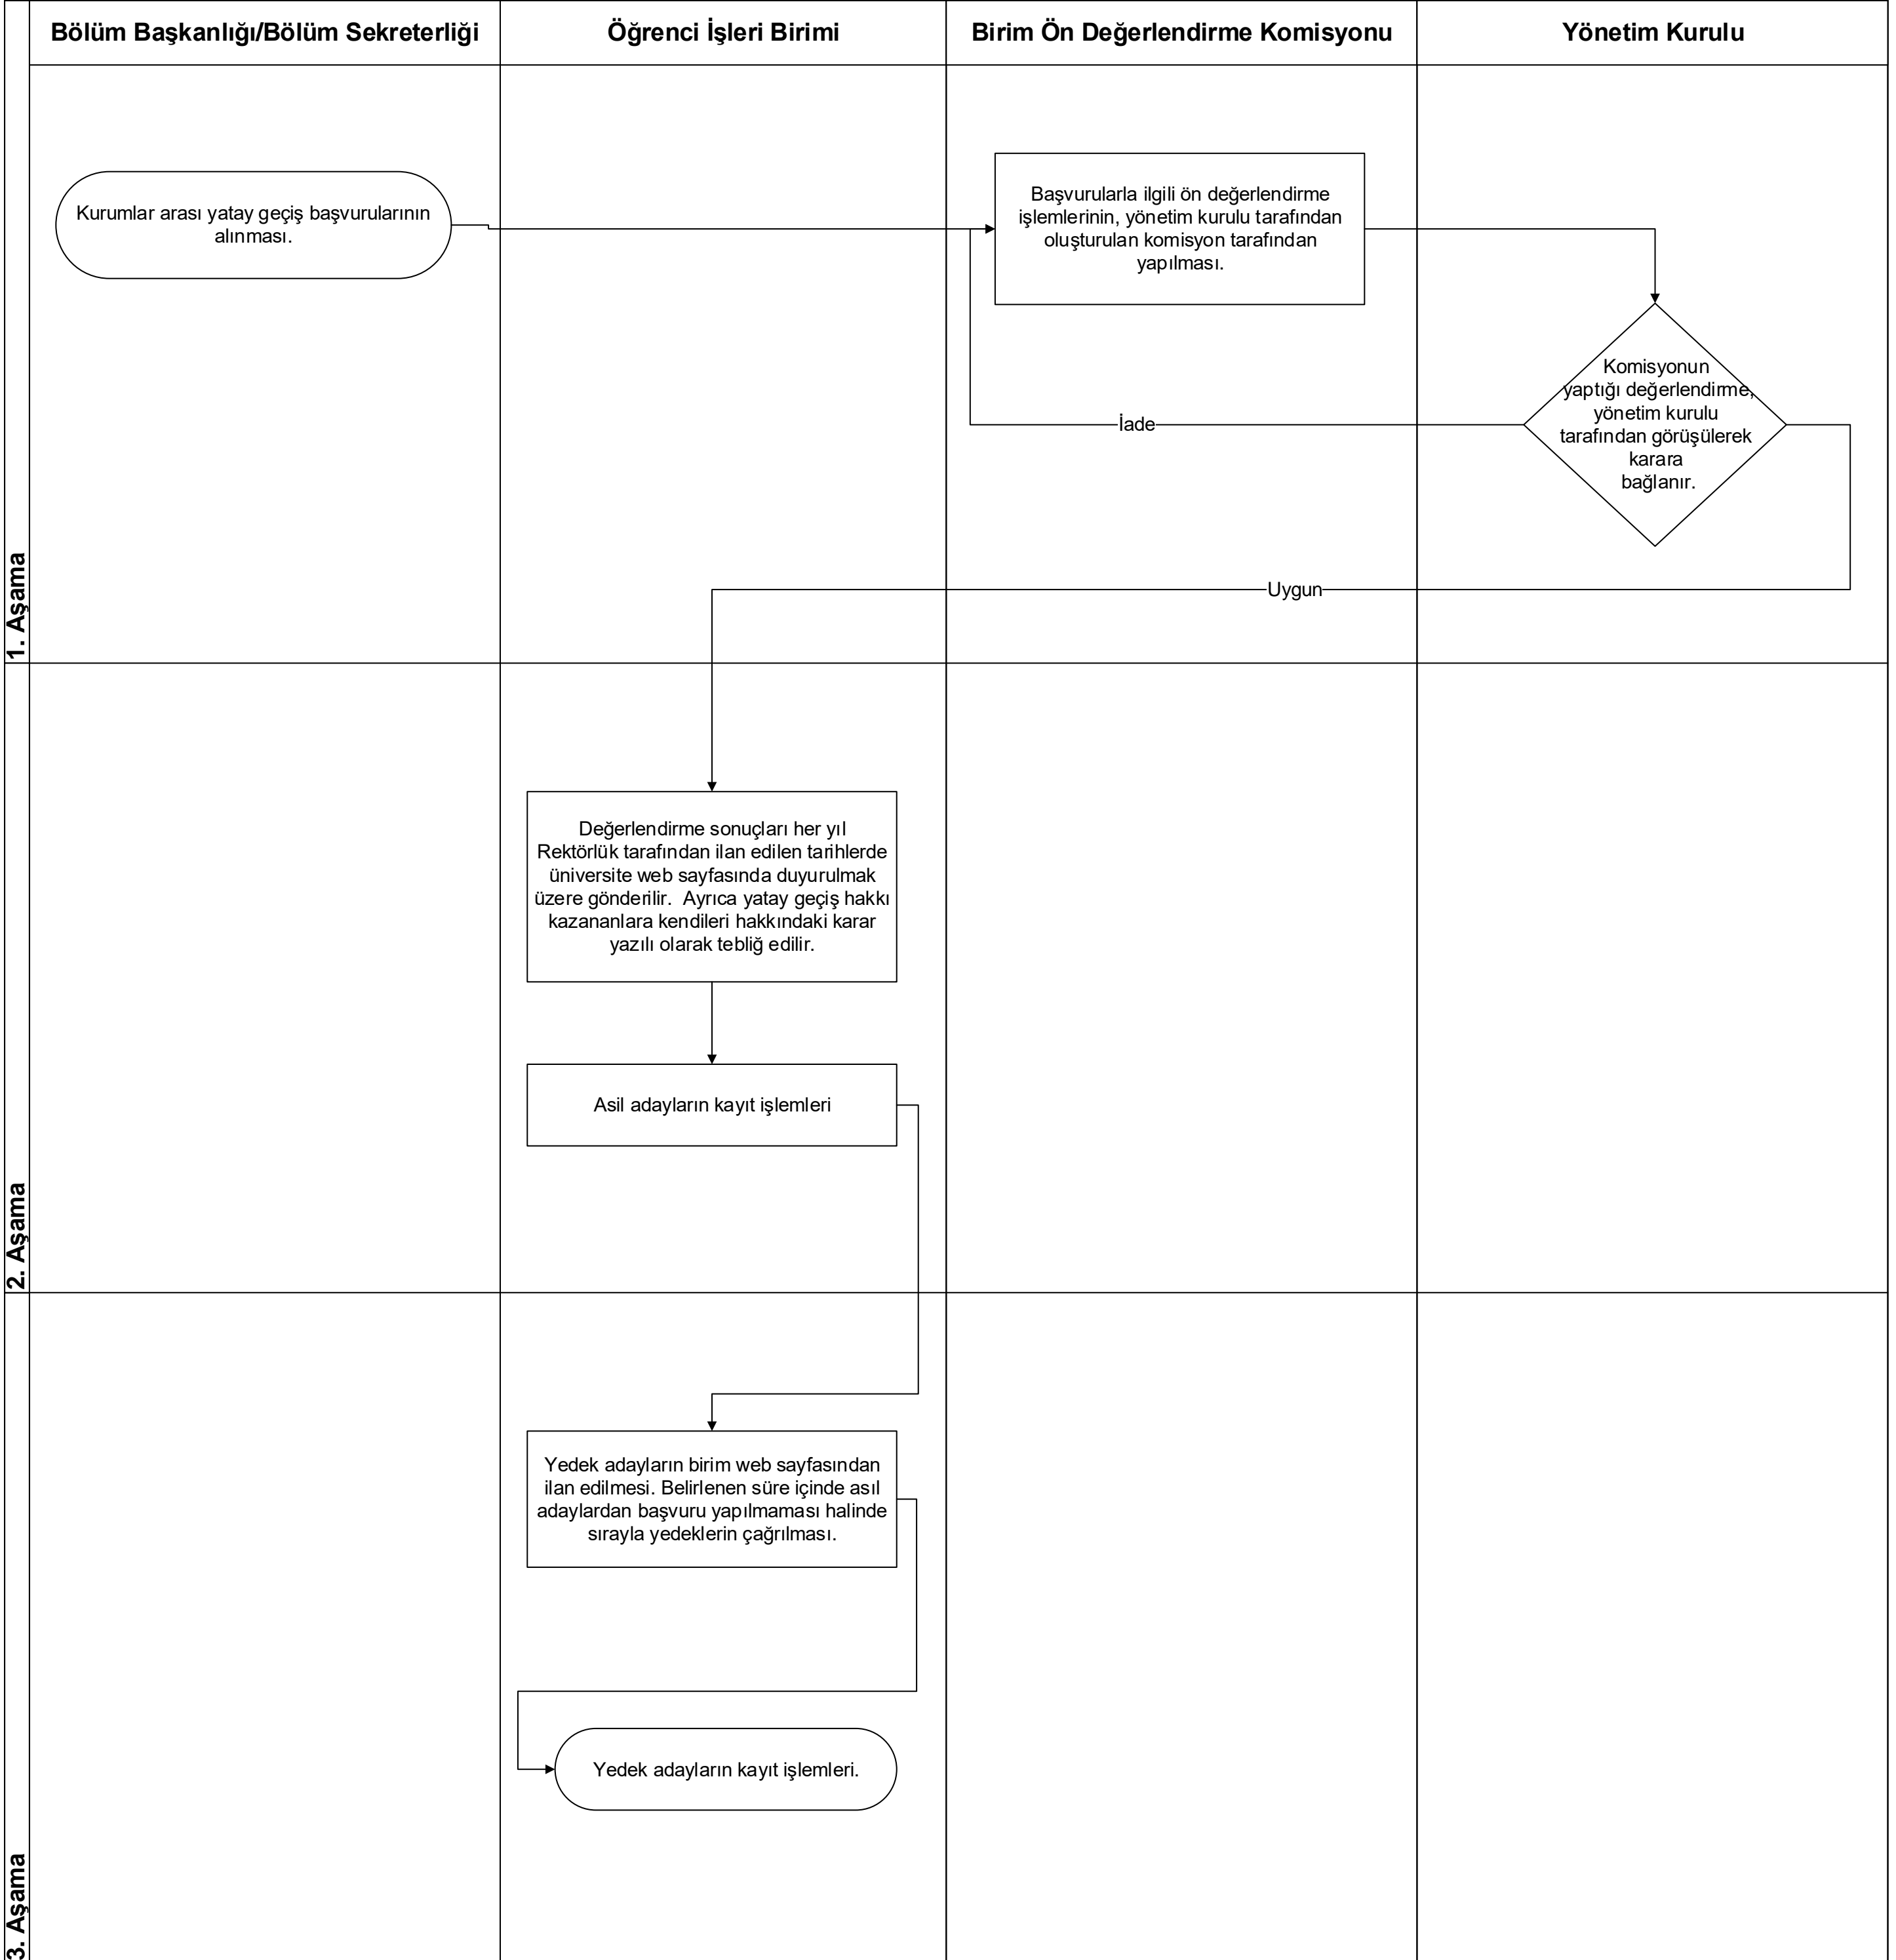 Bölüm Başkanlığı/Bölüm Sekreterliği
Öğrenci İşleri Birimi
Birim Ön Değerlendirme Komisyonu
Yönetim Kurulu
1. Aşama
Kurumlar arası yatay geçiş başvurularının
alınması.
Başvurularla ilgili ön değerlendirme
işlemlerinin, yönetim kurulu tarafından
oluşturulan komisyon tarafından
yapılması.
Komisyonun
yaptığı değerlendirme,
yönetim kurulu
tarafından görüşülerek
karara
bağlanır.
İade
Uygun
2. Aşama
Değerlendirme sonuçları her yıl
Rektörlük tarafından ilan edilen tarihlerde
üniversite web sayfasında duyurulmak
üzere gönderilir.  Ayrıca yatay geçiş hakkı
kazananlara kendileri hakkındaki karar
yazılı olarak tebliğ edilir.
Asil adayların kayıt işlemleri
3. Aşama
Yedek adayların birim web sayfasından
ilan edilmesi. Belirlenen süre içinde asıl
adaylardan başvuru yapılmaması halinde
sırayla yedeklerin çağrılması.
Yedek adayların kayıt işlemleri.